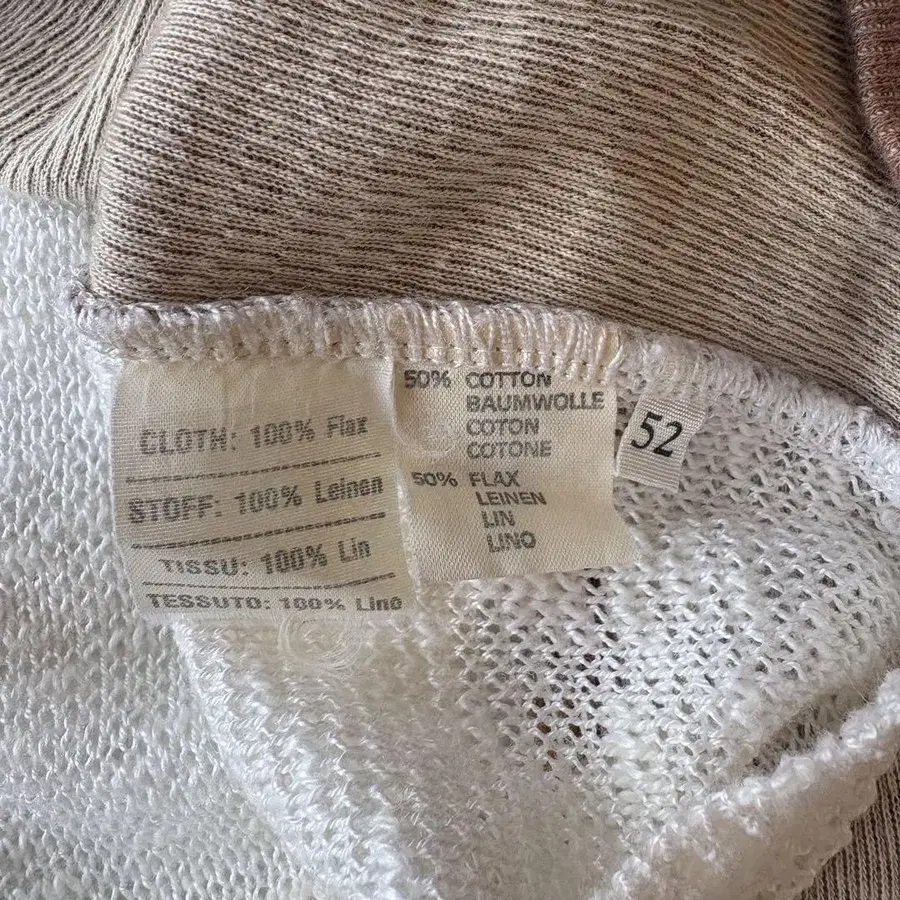 CLOTH: 100% Flax
STOFF: 100% Leinen
TISSU: 100% Lin
TESSUTO: 100% Lino
50% COTTON
BAUMWOLLE
COTON
COTONE
50% FLAX
LEINEN
LIN
LINO
52